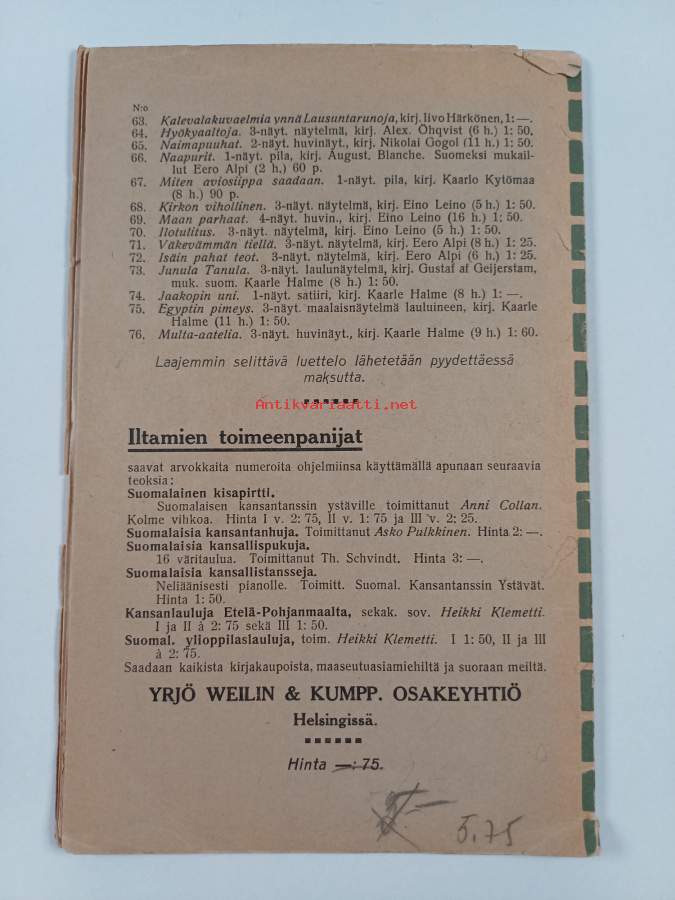 N:o
63. Kalevalakuvaelmia ynnä Lausuntarunoja, kirj. Iivo Härkönen, 1: —.
64. Hyökyaaltoja. 3-näyt. näytelmä, kirj. Alex. Öhqvist (6 h.) 1: 50.
65. Naimapuuhat. 2-näyt. huvinäyt., kirj. Nikolai Gogol (11 h.) 1: 50.
66. Naapurit. 1-näyt. pila, kirj. August. Blanche. Suomeksi mukail-
lut Eero Alpi (2 h.) 60 p.
67. Miten aviosiippa saadaan. 1-näyt. pila, kirj. Kaarlo Kytömaa
(8 h.) 90 p.
68. Kirkon vihollinen. 3-näyt. näytelmä, kirj. Eino Leino (5 h.) 1: 50.
69. Maan parhaat. 4-näyt. huvin., kirj. Eino Leino (16 h.) 1: 50.
70. Ilotulitus. 3-näyt. näytelmä, kirj. Eino Leino (5 h.) 1: 50.
71. Väkevämmän tiellä. 3-näyt. näytelmä, kirj. Eero Alpi (8 h.) 1: 25.
72. Isäin pahat teot. 3-näyt. näytelmä, kirj. Eero Alpi (6 h.) 1: 25.
73. Junula Tanula. 3-näyt. laulunäytelmä, kirj. Gustaf af Geijerstam,
muk. suom. Kaarle Halme (8 h.) 1: 50.
74. Jaakopin uni. 1-näyt. satiiri, kirj. Kaarle Halme (8 h.) 1: —.
75. Egyptin pimeys. 3-näyt. maalaisnäytelmä lauluineen, kirj. Kaarle
Halme (11 h.) 1: 50.
76. Multa-aatelia. 3-näyt. huvinäyt., kirj. Kaarle Halme (9 h.) 1: 60.
Laajemmin selittävä luettelo lähetetään pyydettäessä
maksutta.
Antikvariaatti.net
Iltamien toimeenpanijat
saavat arvokkaita numeroita ohjelmiinsa käyttämällä apunaan seuraavia
teoksia:
Suomalainen kisapirtti.
Suomalaisen kansantanssin ystäville toimittanut Anni Collan.
Kolme vihkoa. Hinta I v. 2: 75, II v. 1: 75 ja III v. 2: 25.
Suomalaisia kansantanhuja. Toimittanut Asko Pulkkinen. Hinta 2: —.
Suomalaisia kansallispukuja.
16 väritaulua. Toimittanut Th. Schvindt. Hinta 3: —.
Suomalaisia kansallistansseja.
Neliäänisesti pianolle. Toimitt. Suomal. Kansantanssin Ystävät.
Hinta 1: 50.
Kansanlauluja Etelä-Pohjanmaalta, sekak. sov. Heikki Klemetti.
I ja II à 2: 75 sekä III 1: 50.
Suomal. ylioppilaslauluja, toim. Heikki Klemetti. I 1: 50, II ja III
à 2: 75.
Saadaan kaikista kirjakaupoista, maaseutuasiamiehiltä ja suoraan meiltä.
YRJÖ WEILIN & KUMPP. OSAKEYHTIÖ
Helsingissä.
Hinta —: 75.
5.75